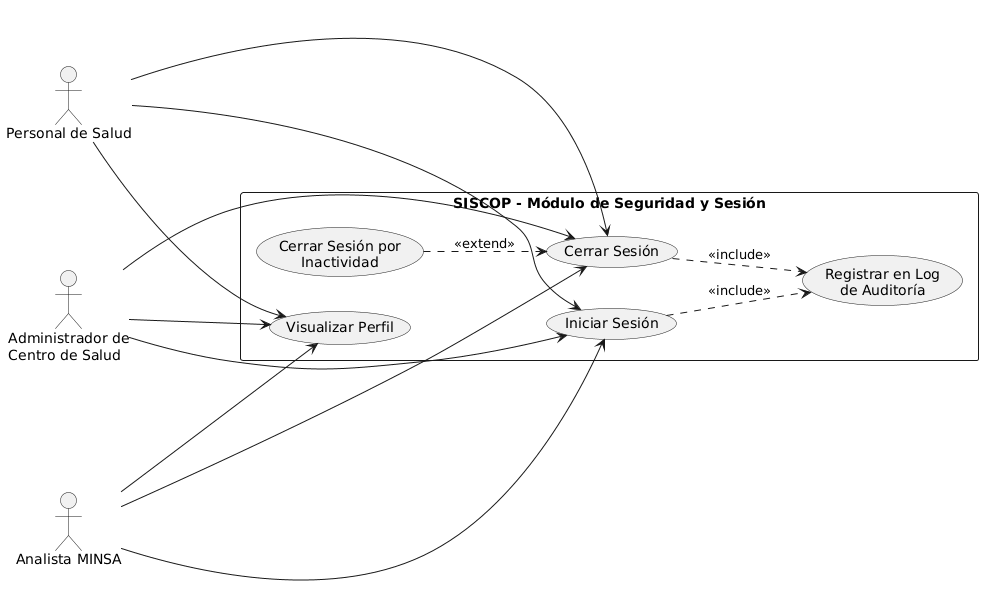 Personal de Salud
SISCOP - Módulo de Seguridad y Sesión
Cerrar Sesión por
Inactividad
«extend»
Cerrar Sesión
«include»
Registrar en Log
de Auditoría
«include»
Visualizar Perfil
Iniciar Sesión
Administrador de
Centro de Salud
Analista MINSA